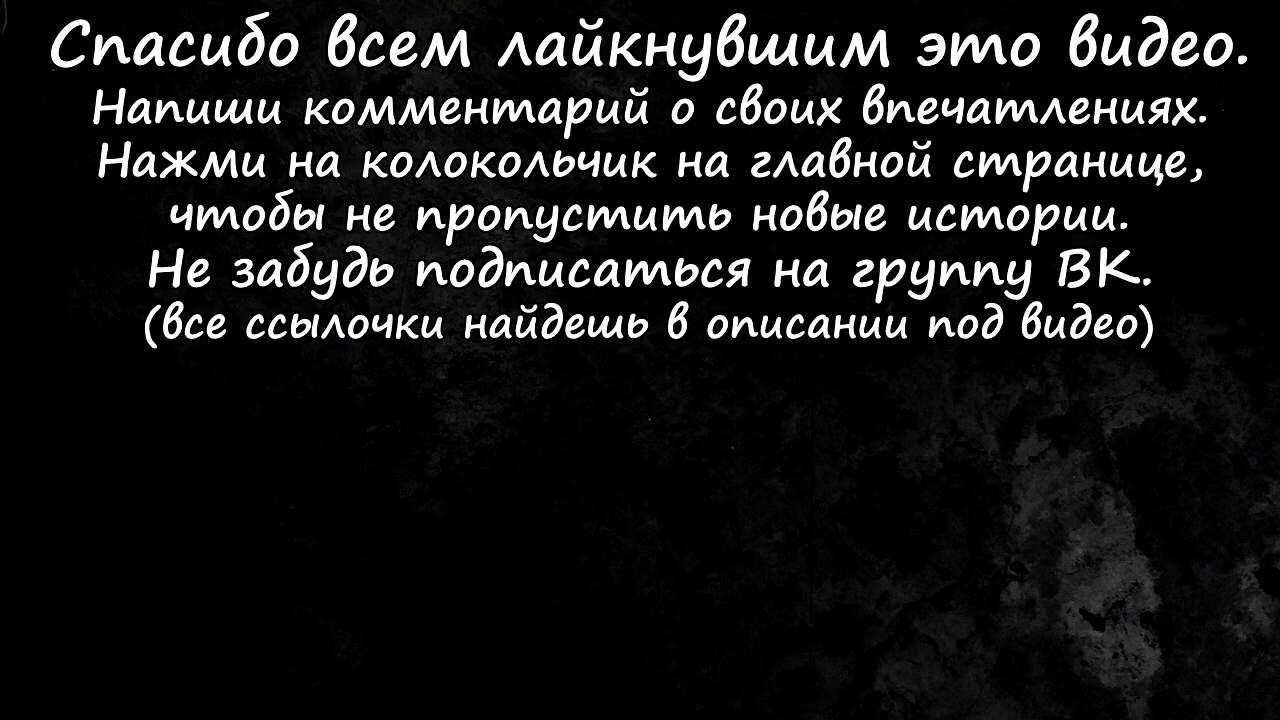 Спасибо всем лайкнувшим это видео.
Напиши комментарий о своих впечатлениях.
Нажми на колокольчик на главной странице,
чтобы не пропустить новые истории.
Не забудь подписаться на группу ВК.
(все ссылочки найдешь в описании под видео)